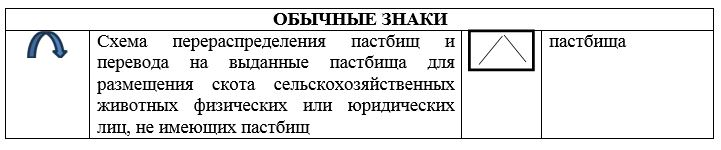 ОБЫЧНЫЕ ЗНАКИ
Схема перераспределения пастбищ и
перевода на выданные пастбища для
размещения скота сельскохозяйственных
животных физических или юридических
лиц, не имеющих пастбищ
пастбища